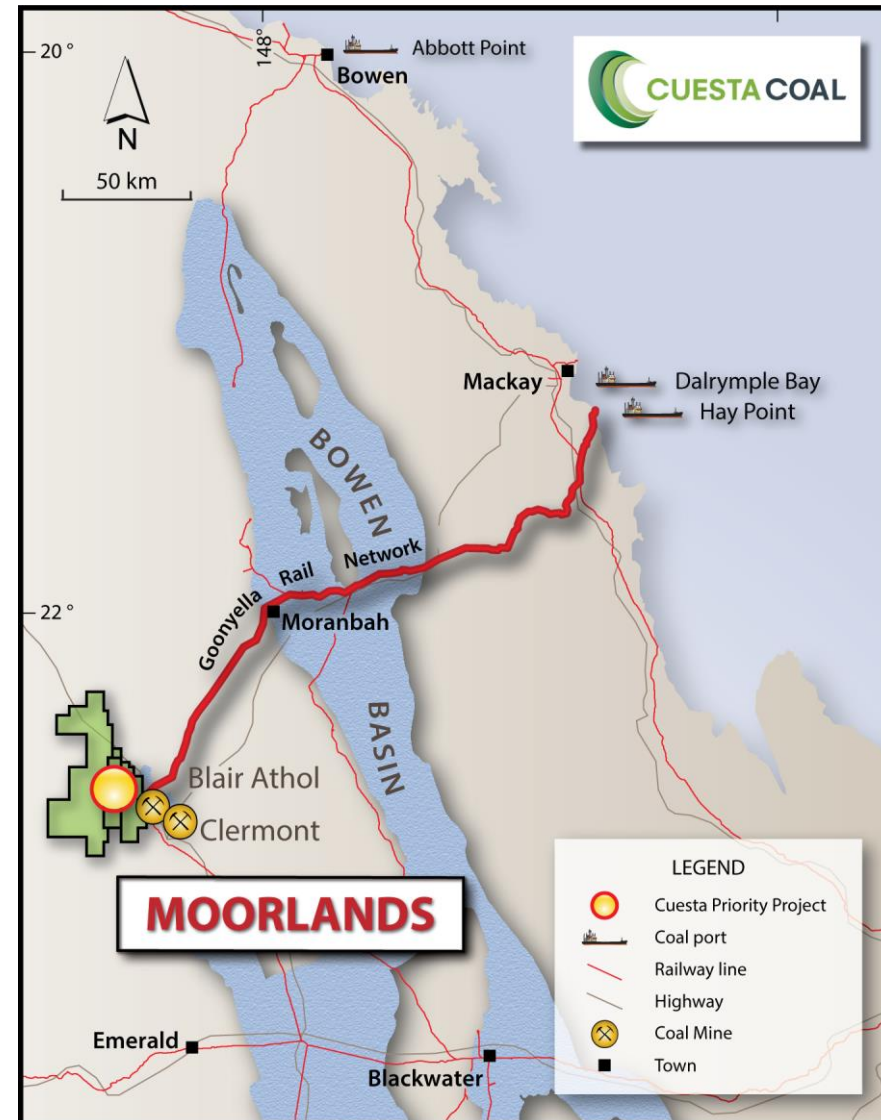 20°
148°
Abbott Point
Bowen
CUESTA COAL
N
50 km
Mackay
Dalrymple Bay
Hay Point
BOWEN
Goonyella Rail Network
22°
Moranbah
BASIN
Blair Athol
Clermont
MOORLANDS
Emerald
Blackwater
LEGEND
Cuesta Priority Project
Coal port
Railway line
Highway
Coal Mine
Town